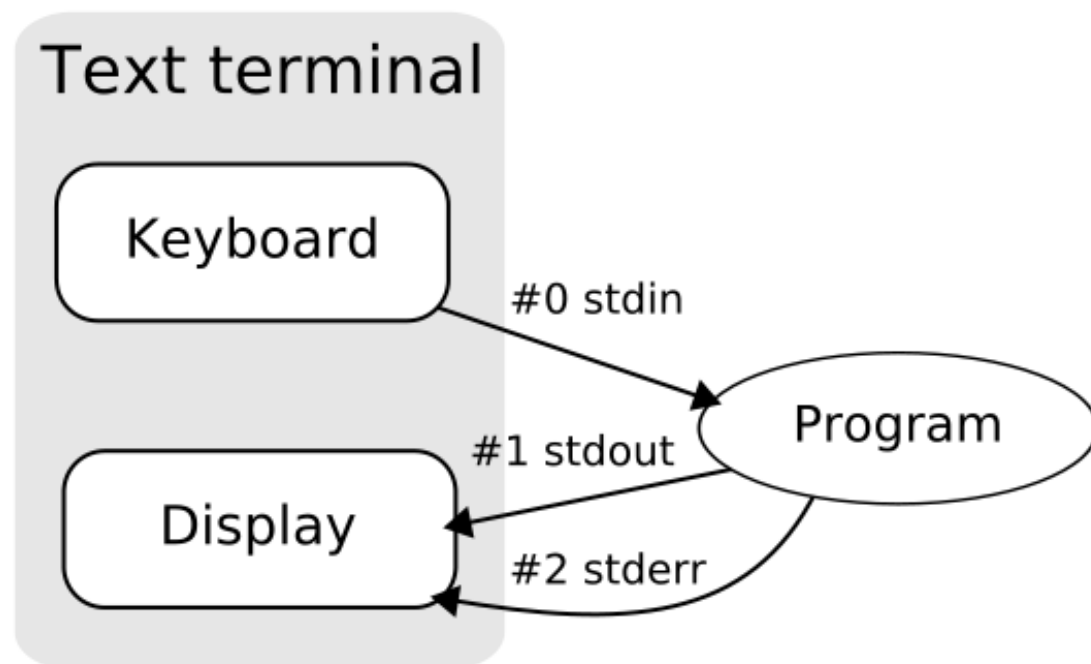 Text terminal
Keyboard
#0 stdin
Program
#1 stdout
Display
#2 stderr